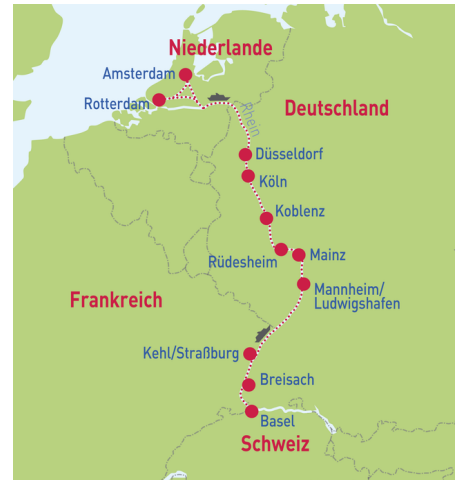 Niederlande
Amsterdam
Rotterdam
Rhein
Deutschland
Düsseldorf
Köln
Koblenz
Rüdesheim
Mainz
Mannheim/
Ludwigshafen
Frankreich
Kehl/Straßburg
Breisach
Basel
Schweiz